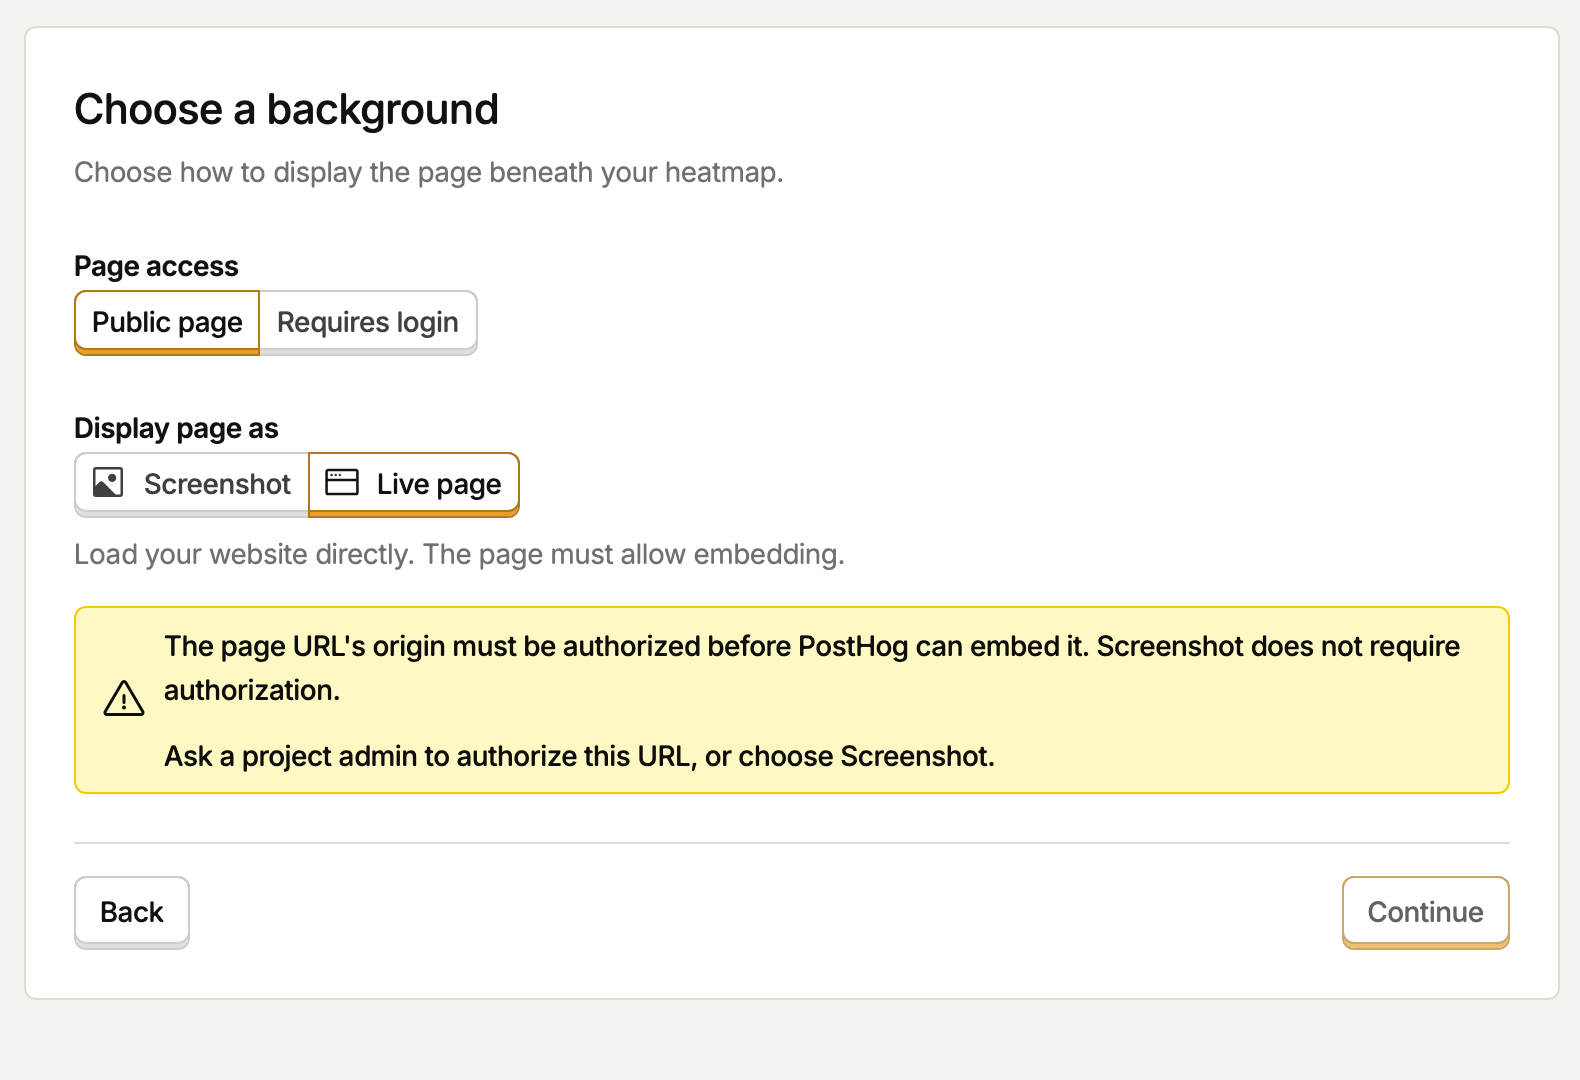 Choose a background
Choose how to display the page beneath your heatmap.
Page access
Public page
Requires login
Display page as
Screenshot
Live page
Load your website directly. The page must allow embedding.
The page URL's origin must be authorized before PostHog can embed it. Screenshot does not require
authorization.
Ask a project admin to authorize this URL, or choose Screenshot.
Back
Continue